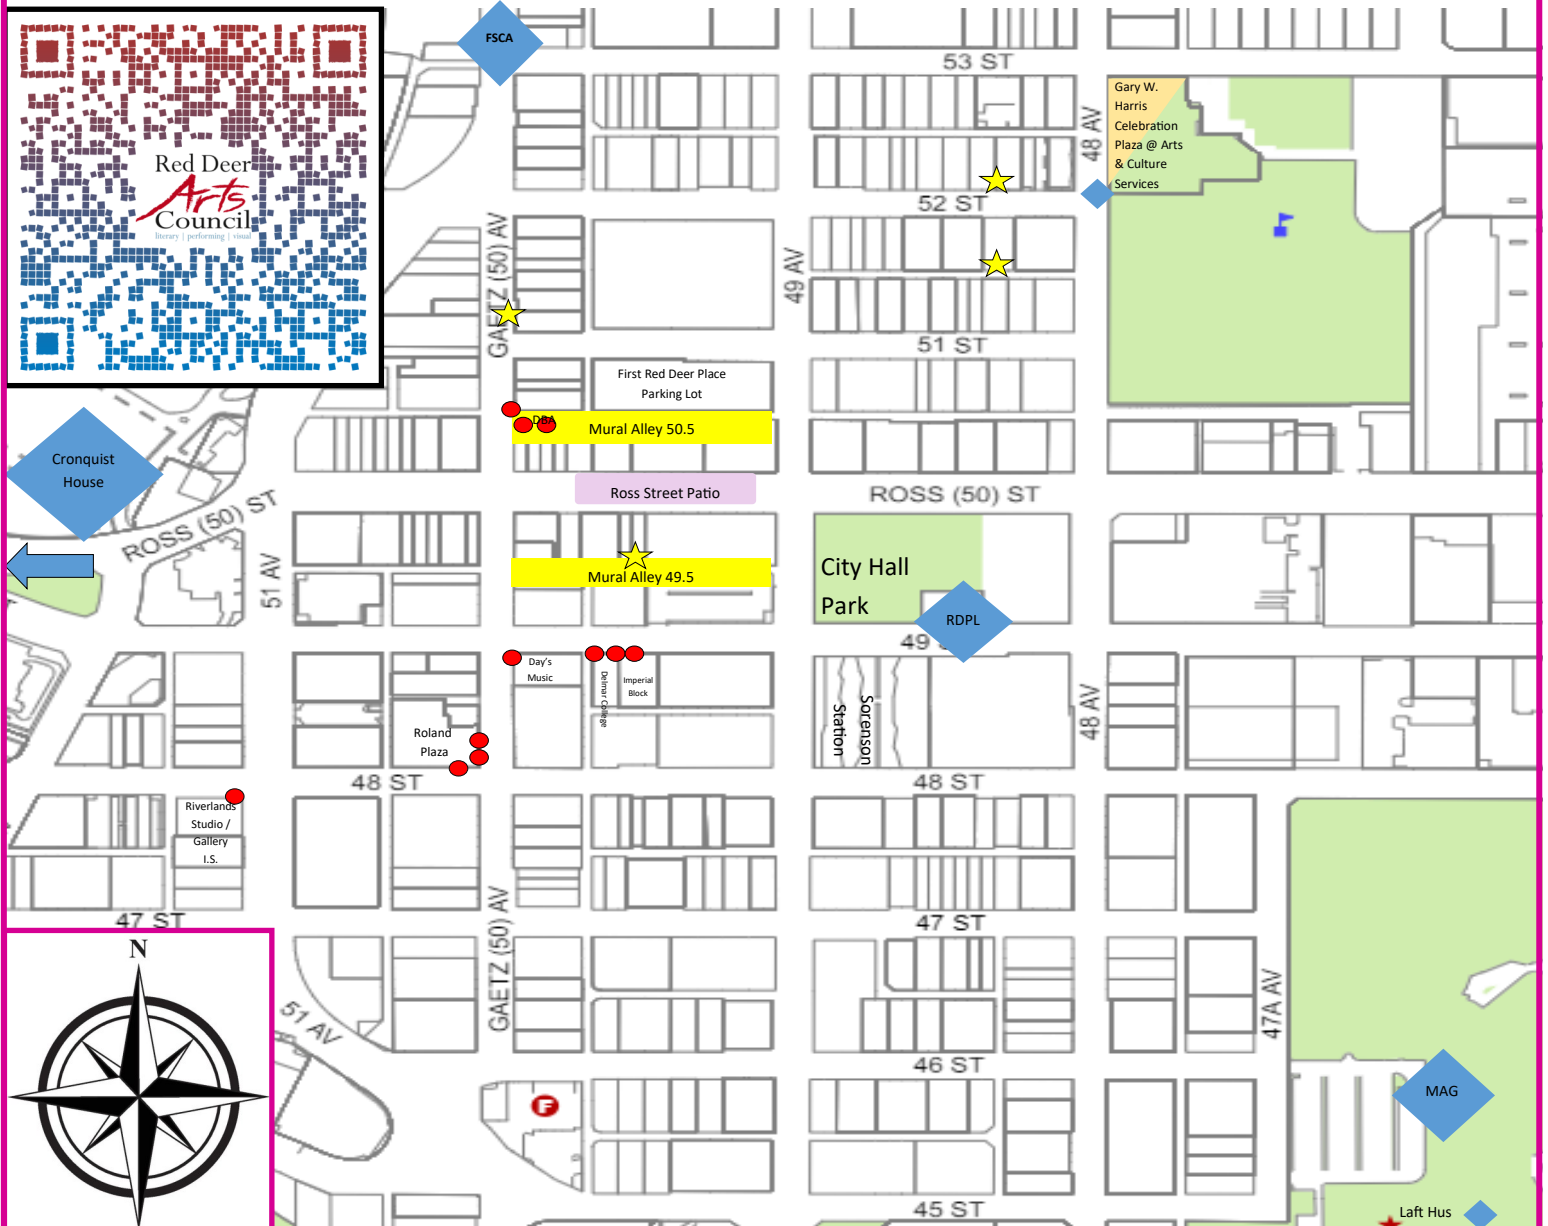 FSCA
53 ST
Gary W.
Harris
Celebration
Plaza @ Arts
& Culture
Services
48 AV
Red Deer
Arts
Council
literary | performing | visual
52 ST
GAETZ (50) AV
49 AV
51 ST
First Red Deer Place
Parking Lot
DBA
Mural Alley 50.5
Cronquist
House
Ross Street Patio
ROSS (50) ST
ROSS (50) ST
51 AV
Mural Alley 49.5
City Hall
Park
RDPL
49 S
Day's
Music
Delmar College
Imperial
Block
Sorenson
Station
48 AV
Roland
Plaza
48 ST
48 ST
Riverlands
Studio /
Gallery
I.S.
47 ST
47 ST
GAETZ (50) AV
N
51 AV
47A AV
46 ST
F
MAG
45 ST
Laft Hus